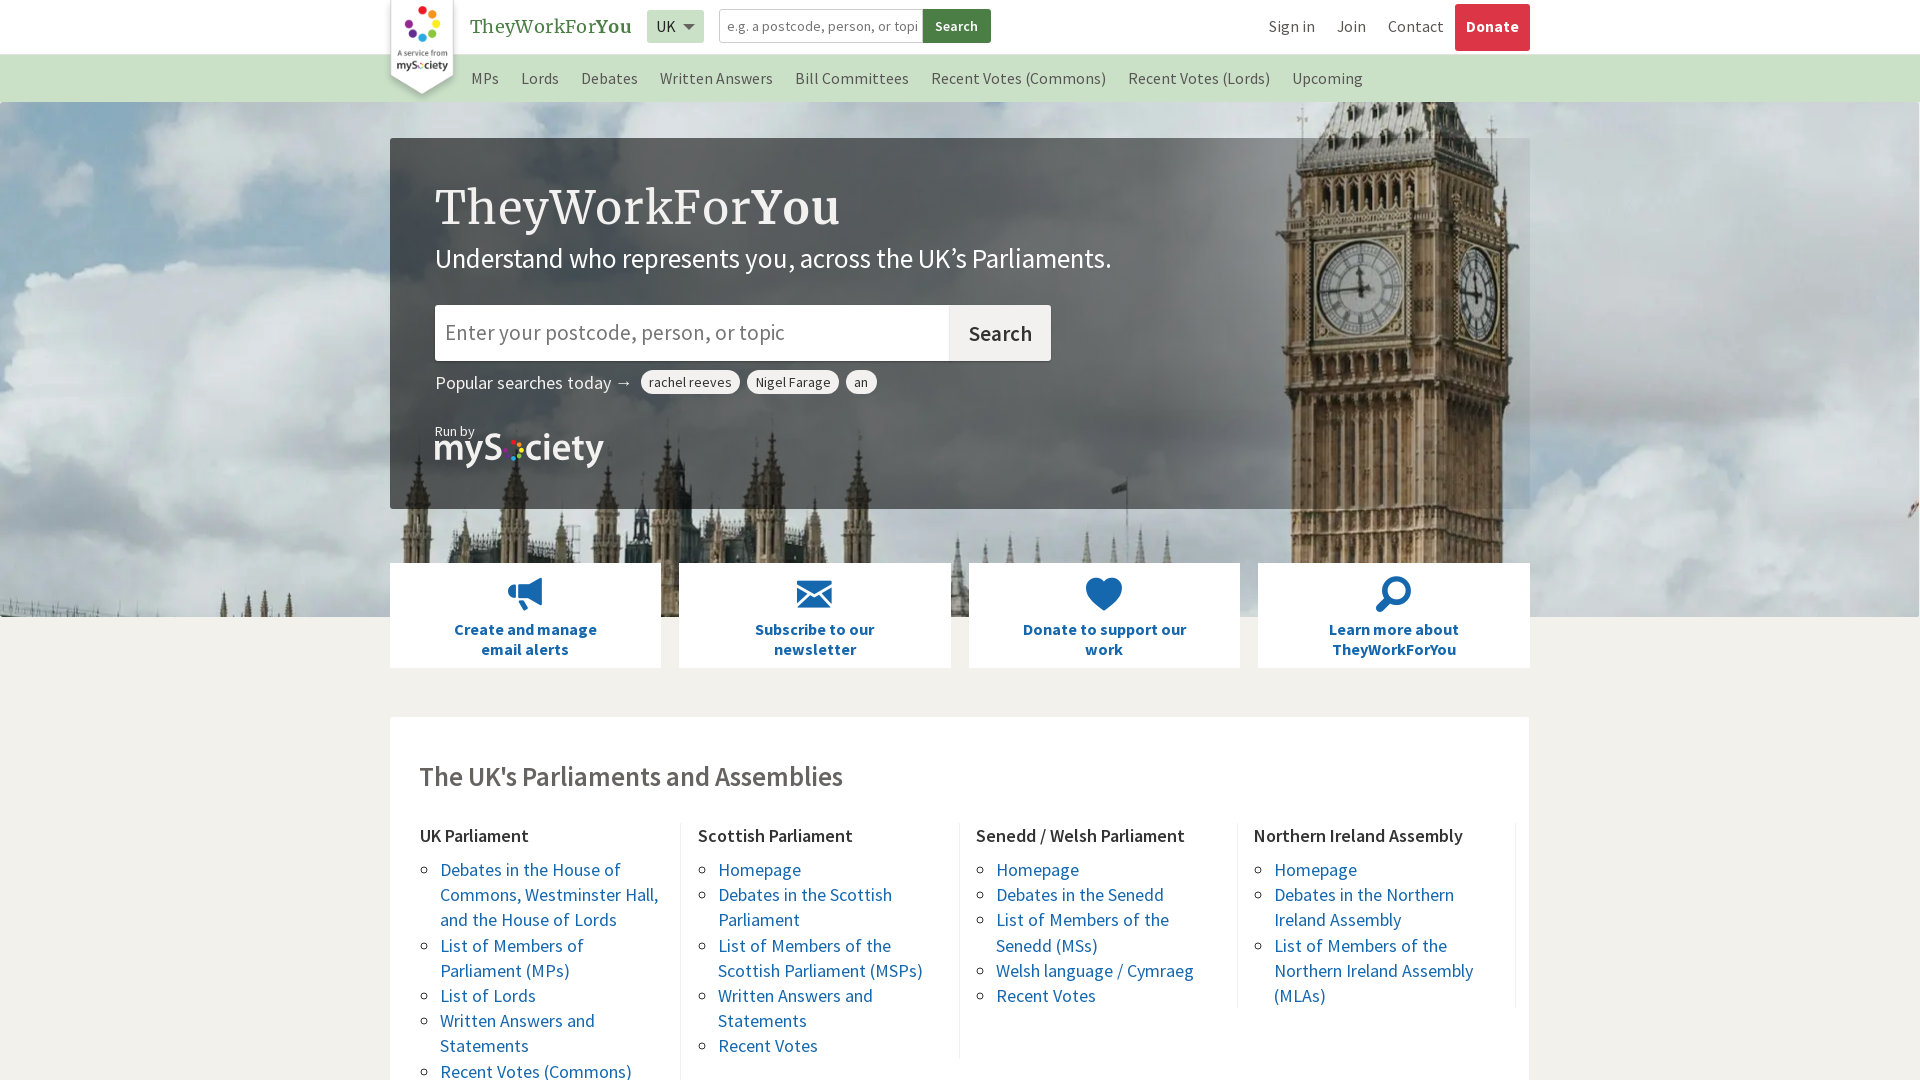 A service from
mySociety
TheyWorkForYou
UK
e.g. a postcode, person, or topi
Search
Sign in
Join
Contact
Donate
MPs
Lords
Debates
Written Answers
Bill Committees
Recent Votes (Commons)
Recent Votes (Lords)
Upcoming
TheyWorkForYou
Understand who represents you, across the UK’s Parliaments.
Enter your postcode, person, or topic
Search
Popular searches today →
rachel reeves
Nigel Farage
an
Run by
mySociety
Create and manage
email alerts
Subscribe to our
newsletter
Donate to support our
work
Learn more about
TheyWorkForYou
The UK's Parliaments and Assemblies
UK Parliament
Debates in the House of
Commons, Westminster Hall,
and the House of Lords
List of Members of
Parliament (MPs)
List of Lords
Written Answers and
Statements
Recent Votes (Commons)
Scottish Parliament
Homepage
Debates in the Scottish
Parliament
List of Members of the
Scottish Parliament (MSPs)
Written Answers and
Statements
Recent Votes
Senedd / Welsh Parliament
Homepage
Debates in the Senedd
List of Members of the
Senedd (MSs)
Welsh language / Cymraeg
Recent Votes
Northern Ireland Assembly
Homepage
Debates in the Northern
Ireland Assembly
List of Members of the
Northern Ireland Assembly
(MLAs)